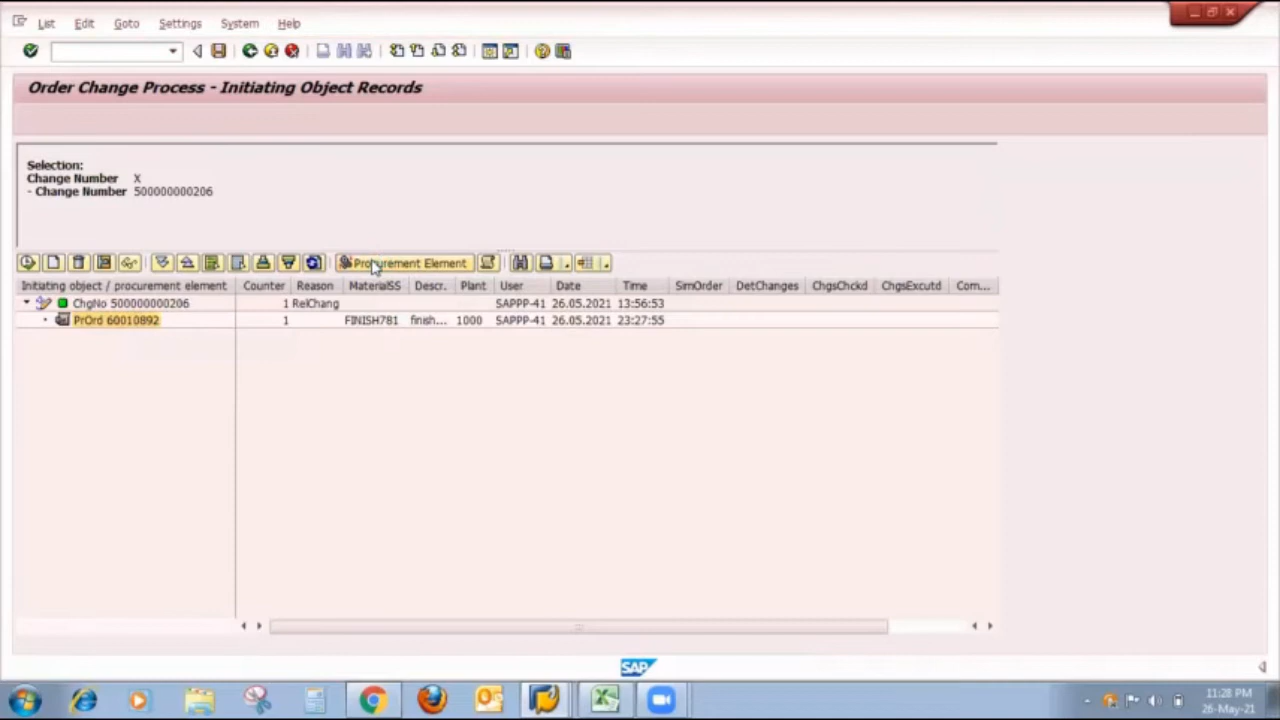 List Edit Goto Settings System Help
Order Change Process - Initiating Object Records
Selection:
Change Number X
- Change Number 500000000206
Procurement Element
Initiating object / procurement element Counter Reason MaterialSS Descr. Plant User Date Time SimOrder DetChanges ChgsChckd ChgsExcutd Com...
ChgNo 500000000206 1 RelChang SAPPP-41 26.05.2021 13:56:53
PrOrd 60010892 1 FINISH781 finish... 1000 SAPPP-41 26.05.2021 23:27:55
SAP
11:28 PM
26-May-21